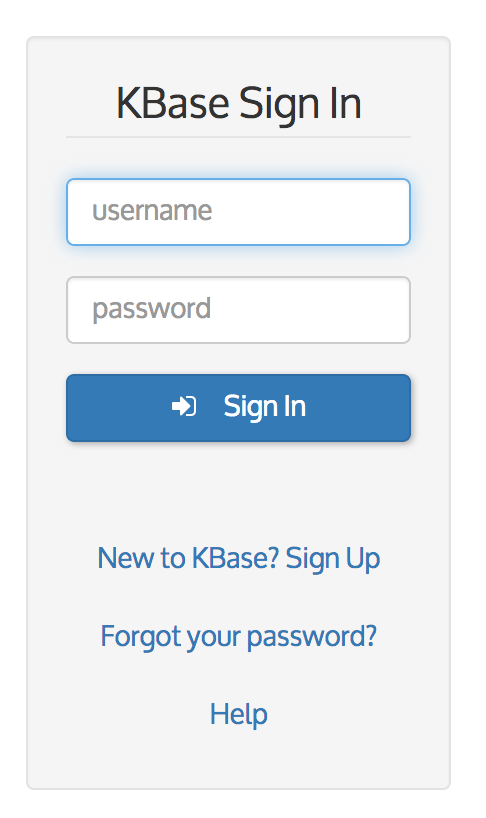 KBase Sign In
username
password
Sign In
New to KBase? Sign Up
Forgot your password?
Help